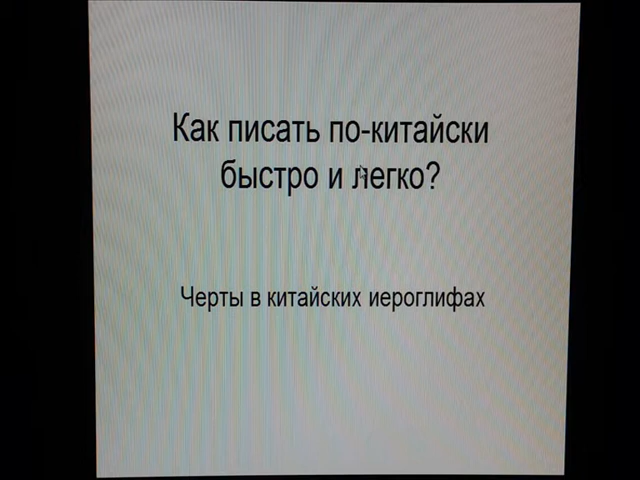 Как писать по-китайски
быстро и легко?
Черты в китайских иероглифах